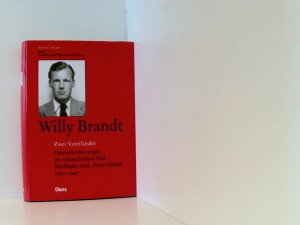 Willy Brandt
Zwei Vaterländer
Deutsch-Norweger
im schwedischen Exil –
Rückkehr nach Deutschland
1940–1947
Dietz